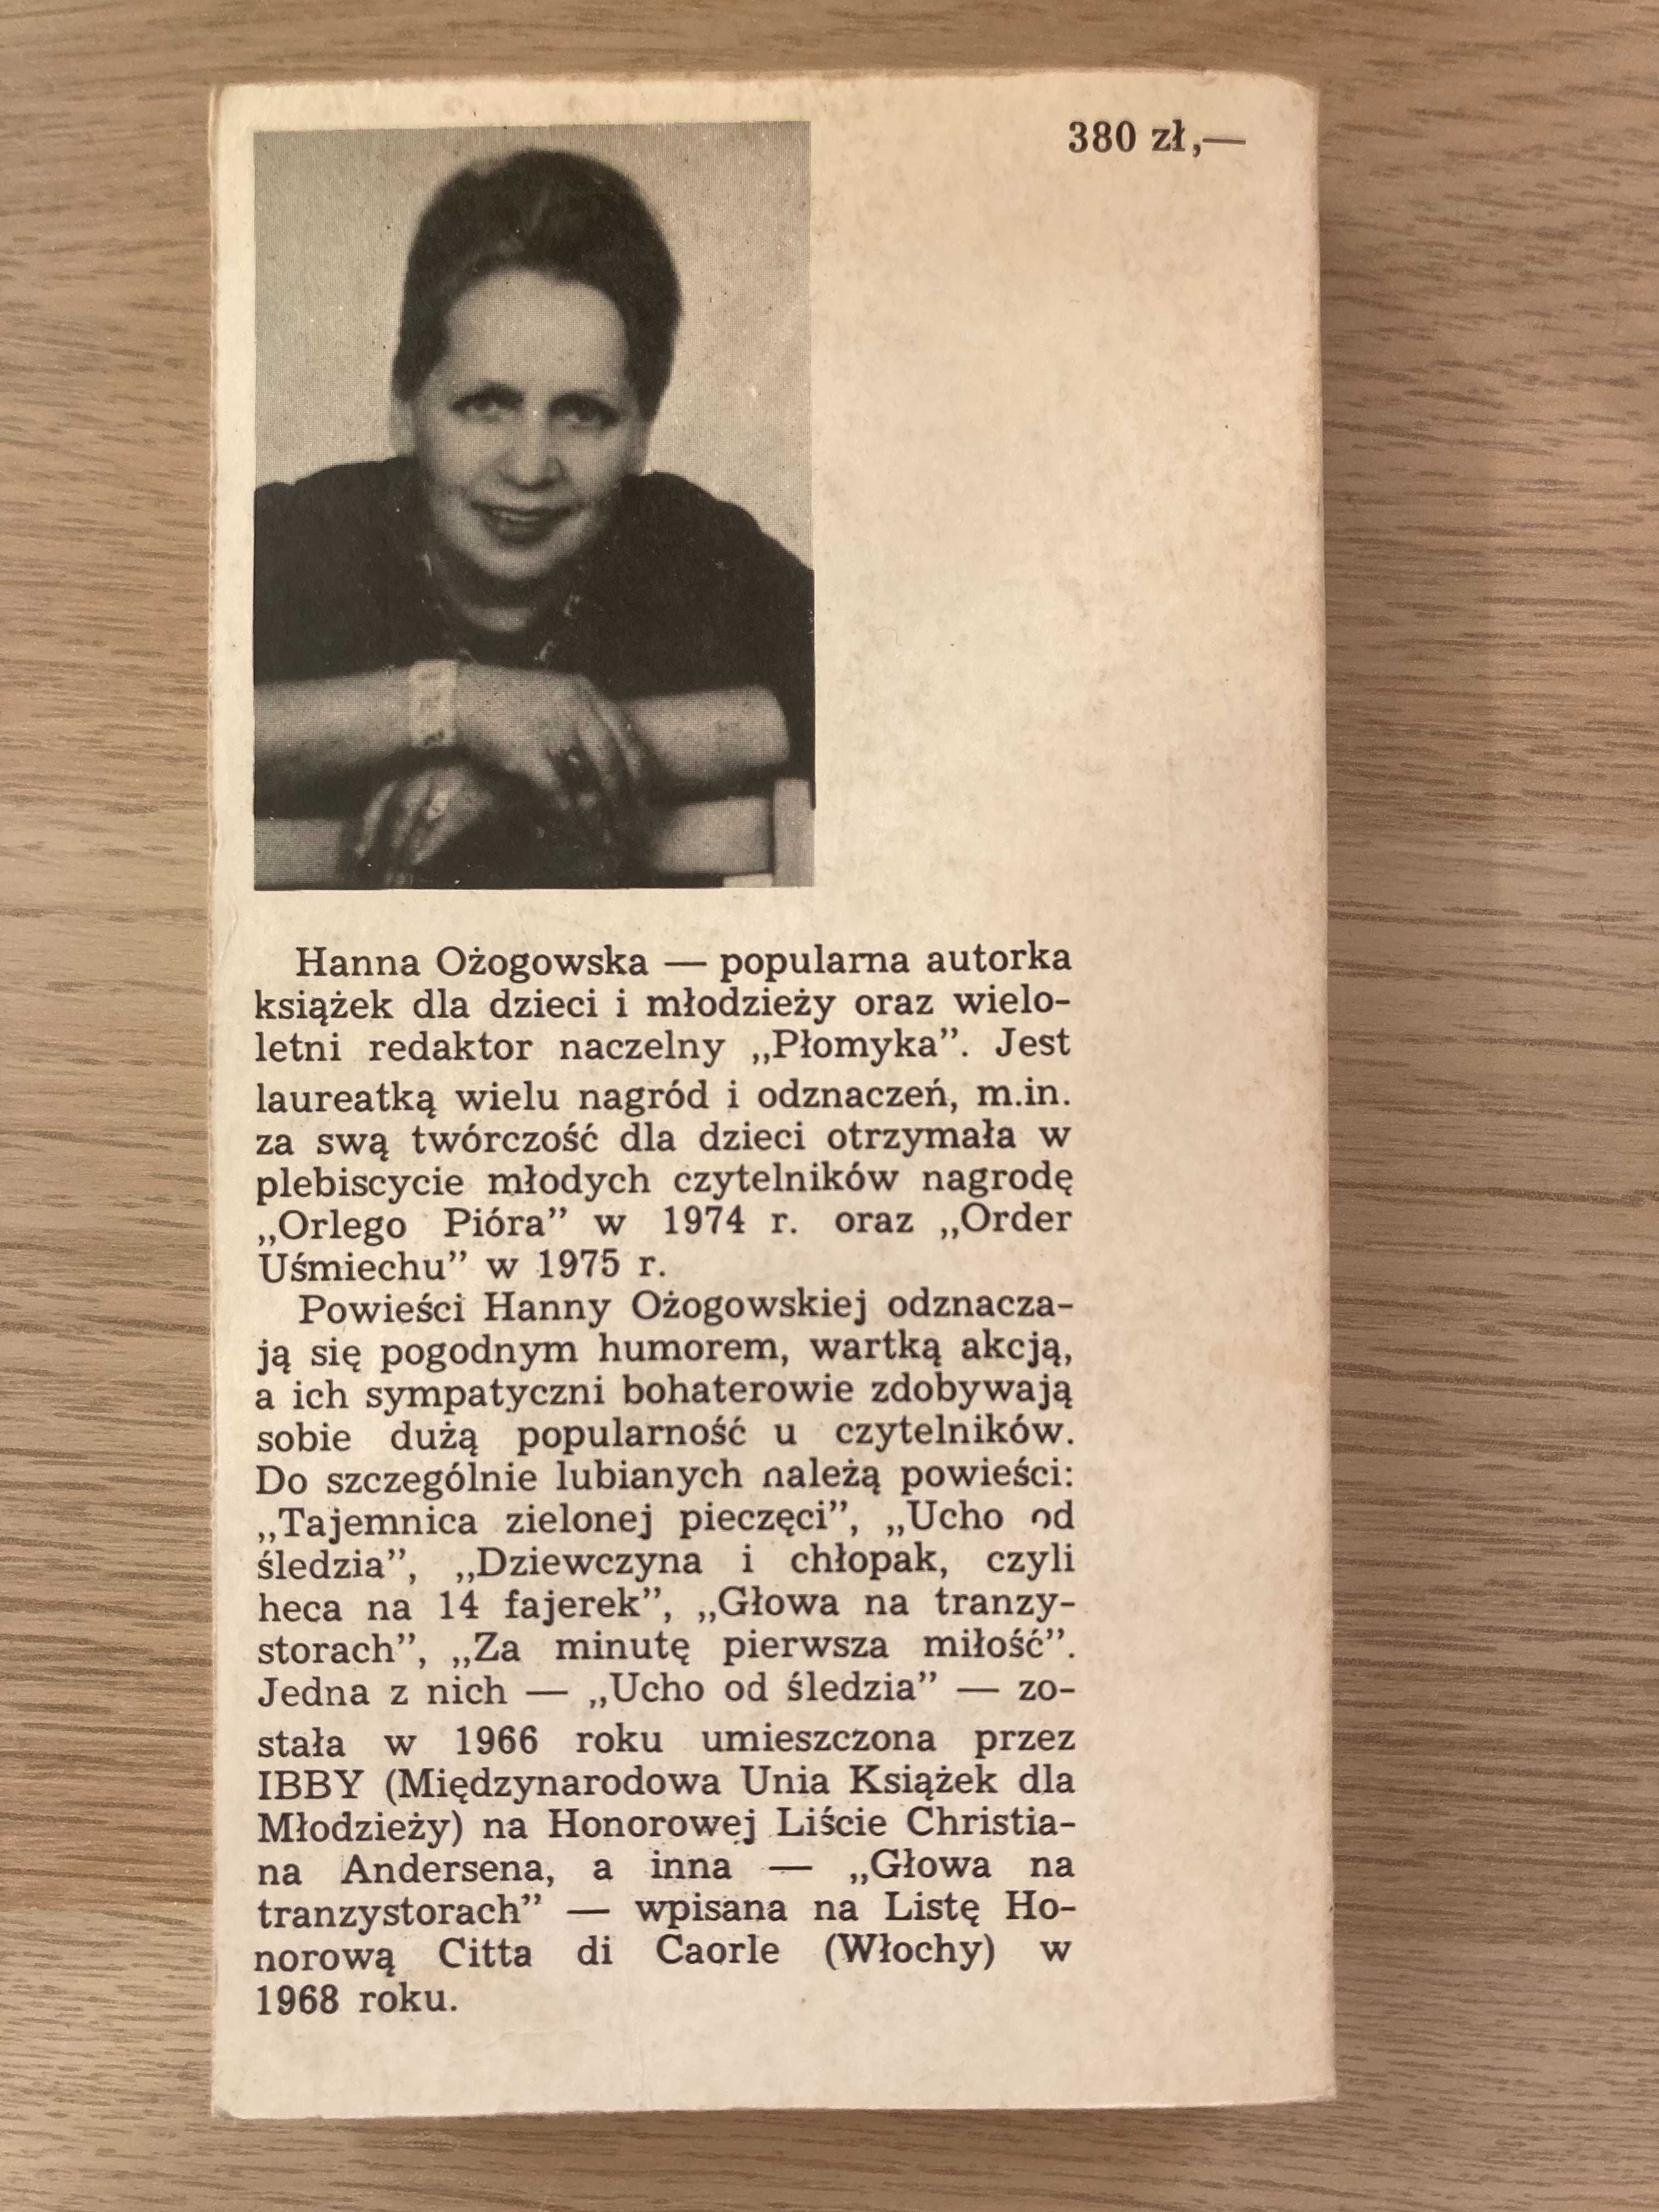 380 zł,—
Hanna Ożogowska — popularna autorka
książek dla dzieci i młodzieży oraz wielo-
letni redaktor naczelny „Płomyka”. Jest
laureatką wielu nagród i odznaczeń, m.in.
za swą twórczość dla dzieci otrzymała w
plebiscycie młodych czytelników nagrodę
„Orlego Pióra” w 1974 r. oraz „Order
Uśmiechu” w 1975 r.
Powieści Hanny Ożogowskiej odznacza-
ją się pogodnym humorem, wartką akcją,
a ich sympatyczni bohaterowie zdobywają
sobie dużą popularność u czytelników.
Do szczególnie lubianych należą powieści:
„Tajemnica zielonej pieczęci”, „Ucho od
śledzia”, „Dziewczyna i chłopak, czyli
heca na 14 fajerek”, „Głowa na tranzy-
storach”, „Za minutę pierwsza miłość”.
Jedna z nich — „Ucho od śledzia” — zo-
stała w 1966 roku umieszczona przez
IBBY (Międzynarodowa Unia Książek dla
Młodzieży) na Honorowej Liście Christia-
na Andersena, a inna — „Głowa na
tranzystorach” — wpisana na Listę Ho-
norową Citta di Caorle (Włochy) w
1968 roku.